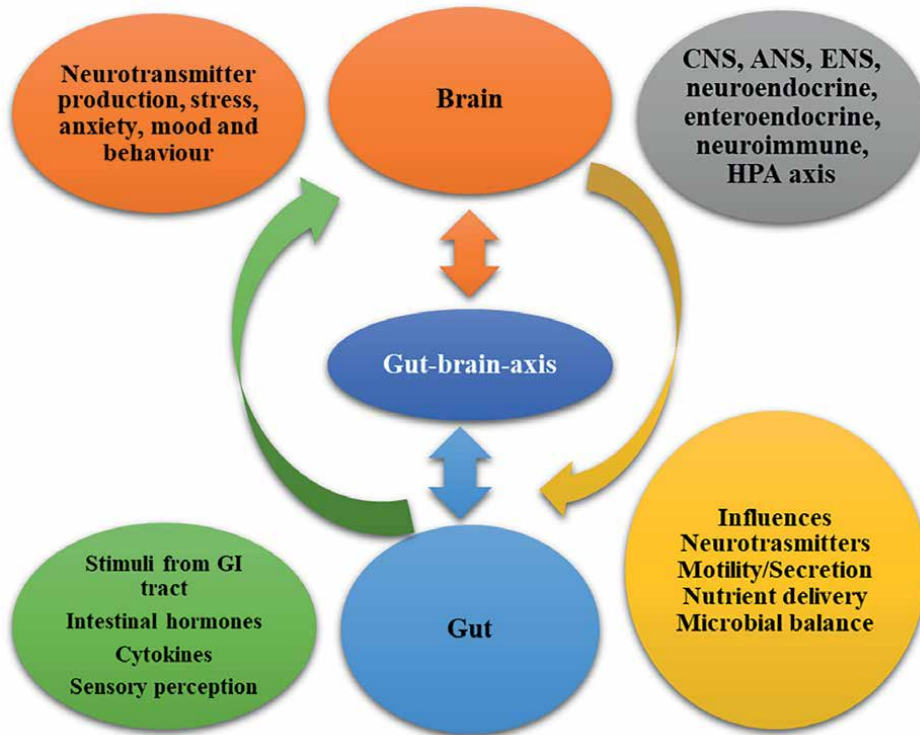 Neurotransmitter
production, stress,
anxiety, mood and
behaviour
Brain
CNS, ANS, ENS,
neuroendocrine,
enteroendocrine,
neuroimmune,
HPA axis
Gut-brain-axis
Stimuli from GI
tract
Intestinal hormones
Cytokines
Sensory perception
Gut
Influences
Neurotrasmitters
Motility/Secretion
Nutrient delivery
Microbial balance